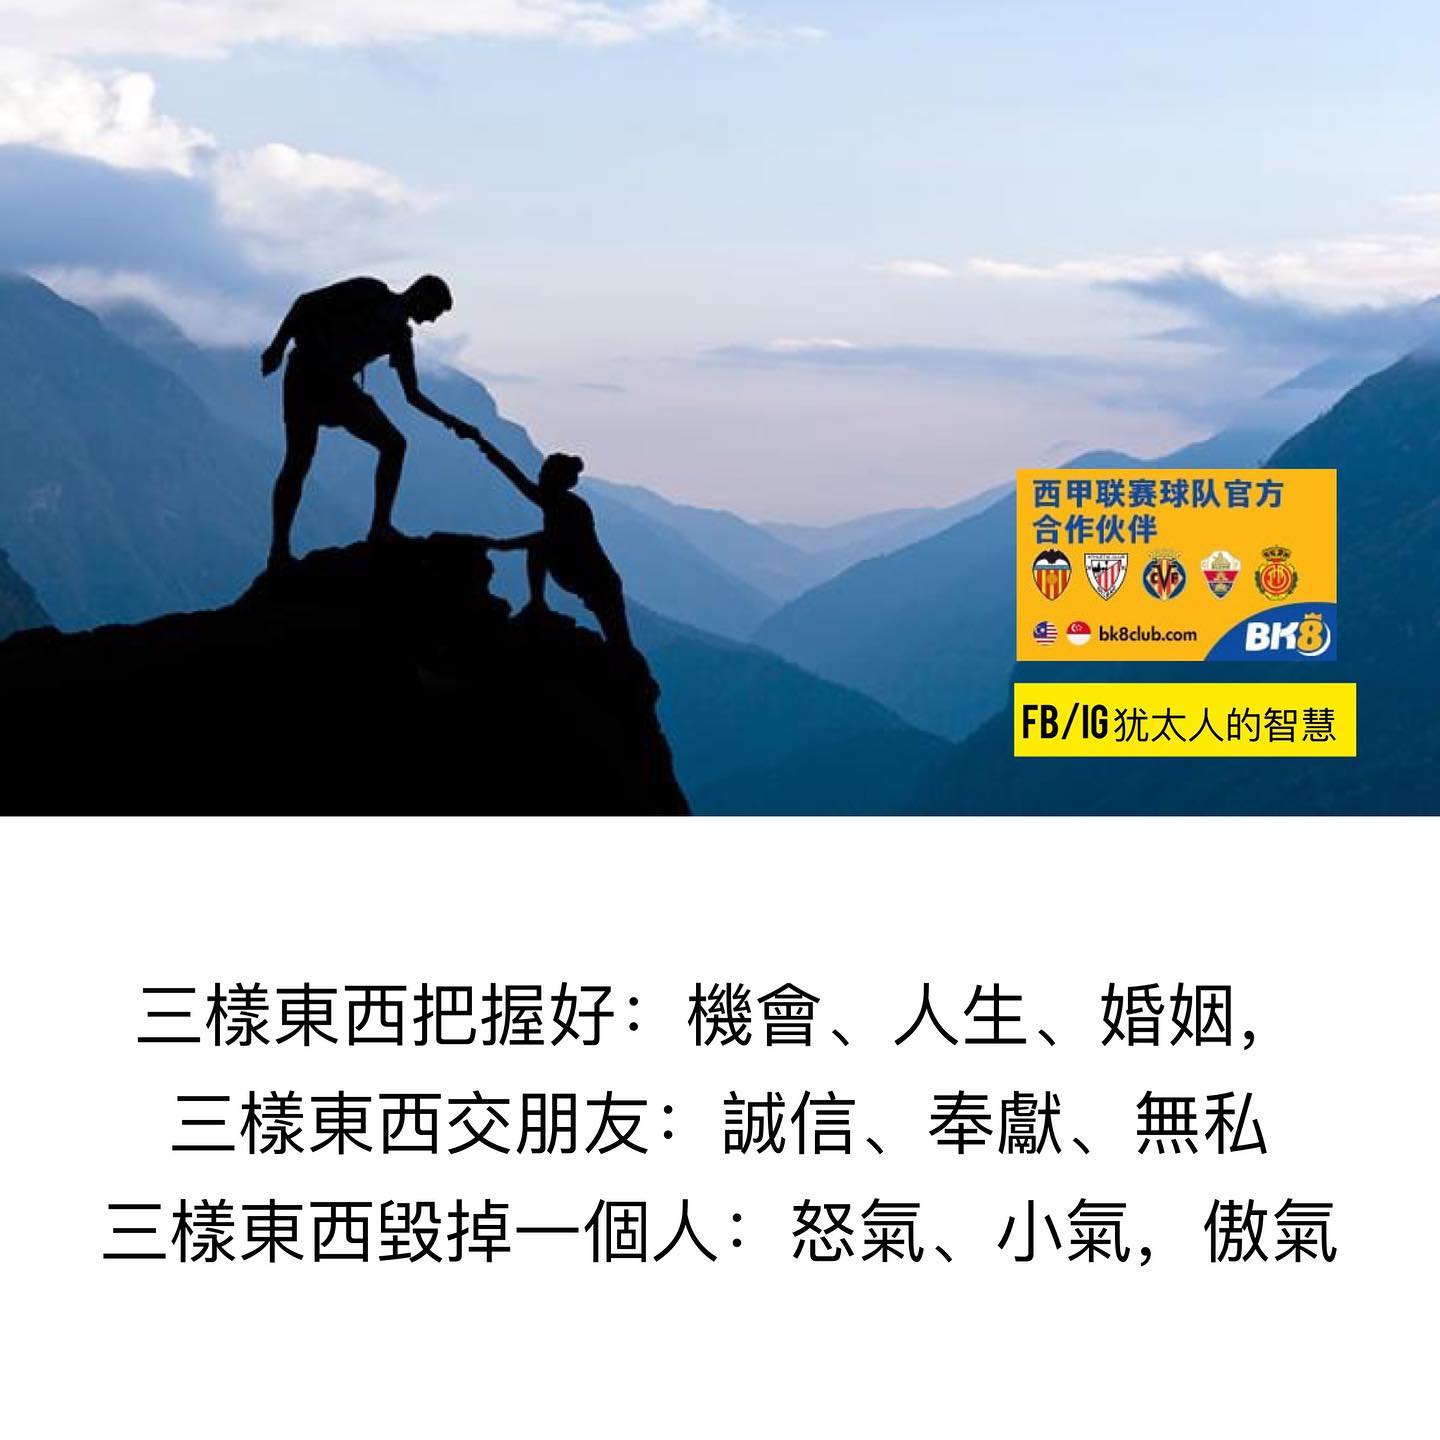 西甲联赛球队官方
合作伙伴
bk8club.com
BK8
FB/IG犹太人的智慧
三樣東西把握好：機會、人生、婚姻，
三樣東西交朋友：誠信、奉獻、無私
三樣東西毀掉一個人：怒氣、小氣，傲氣